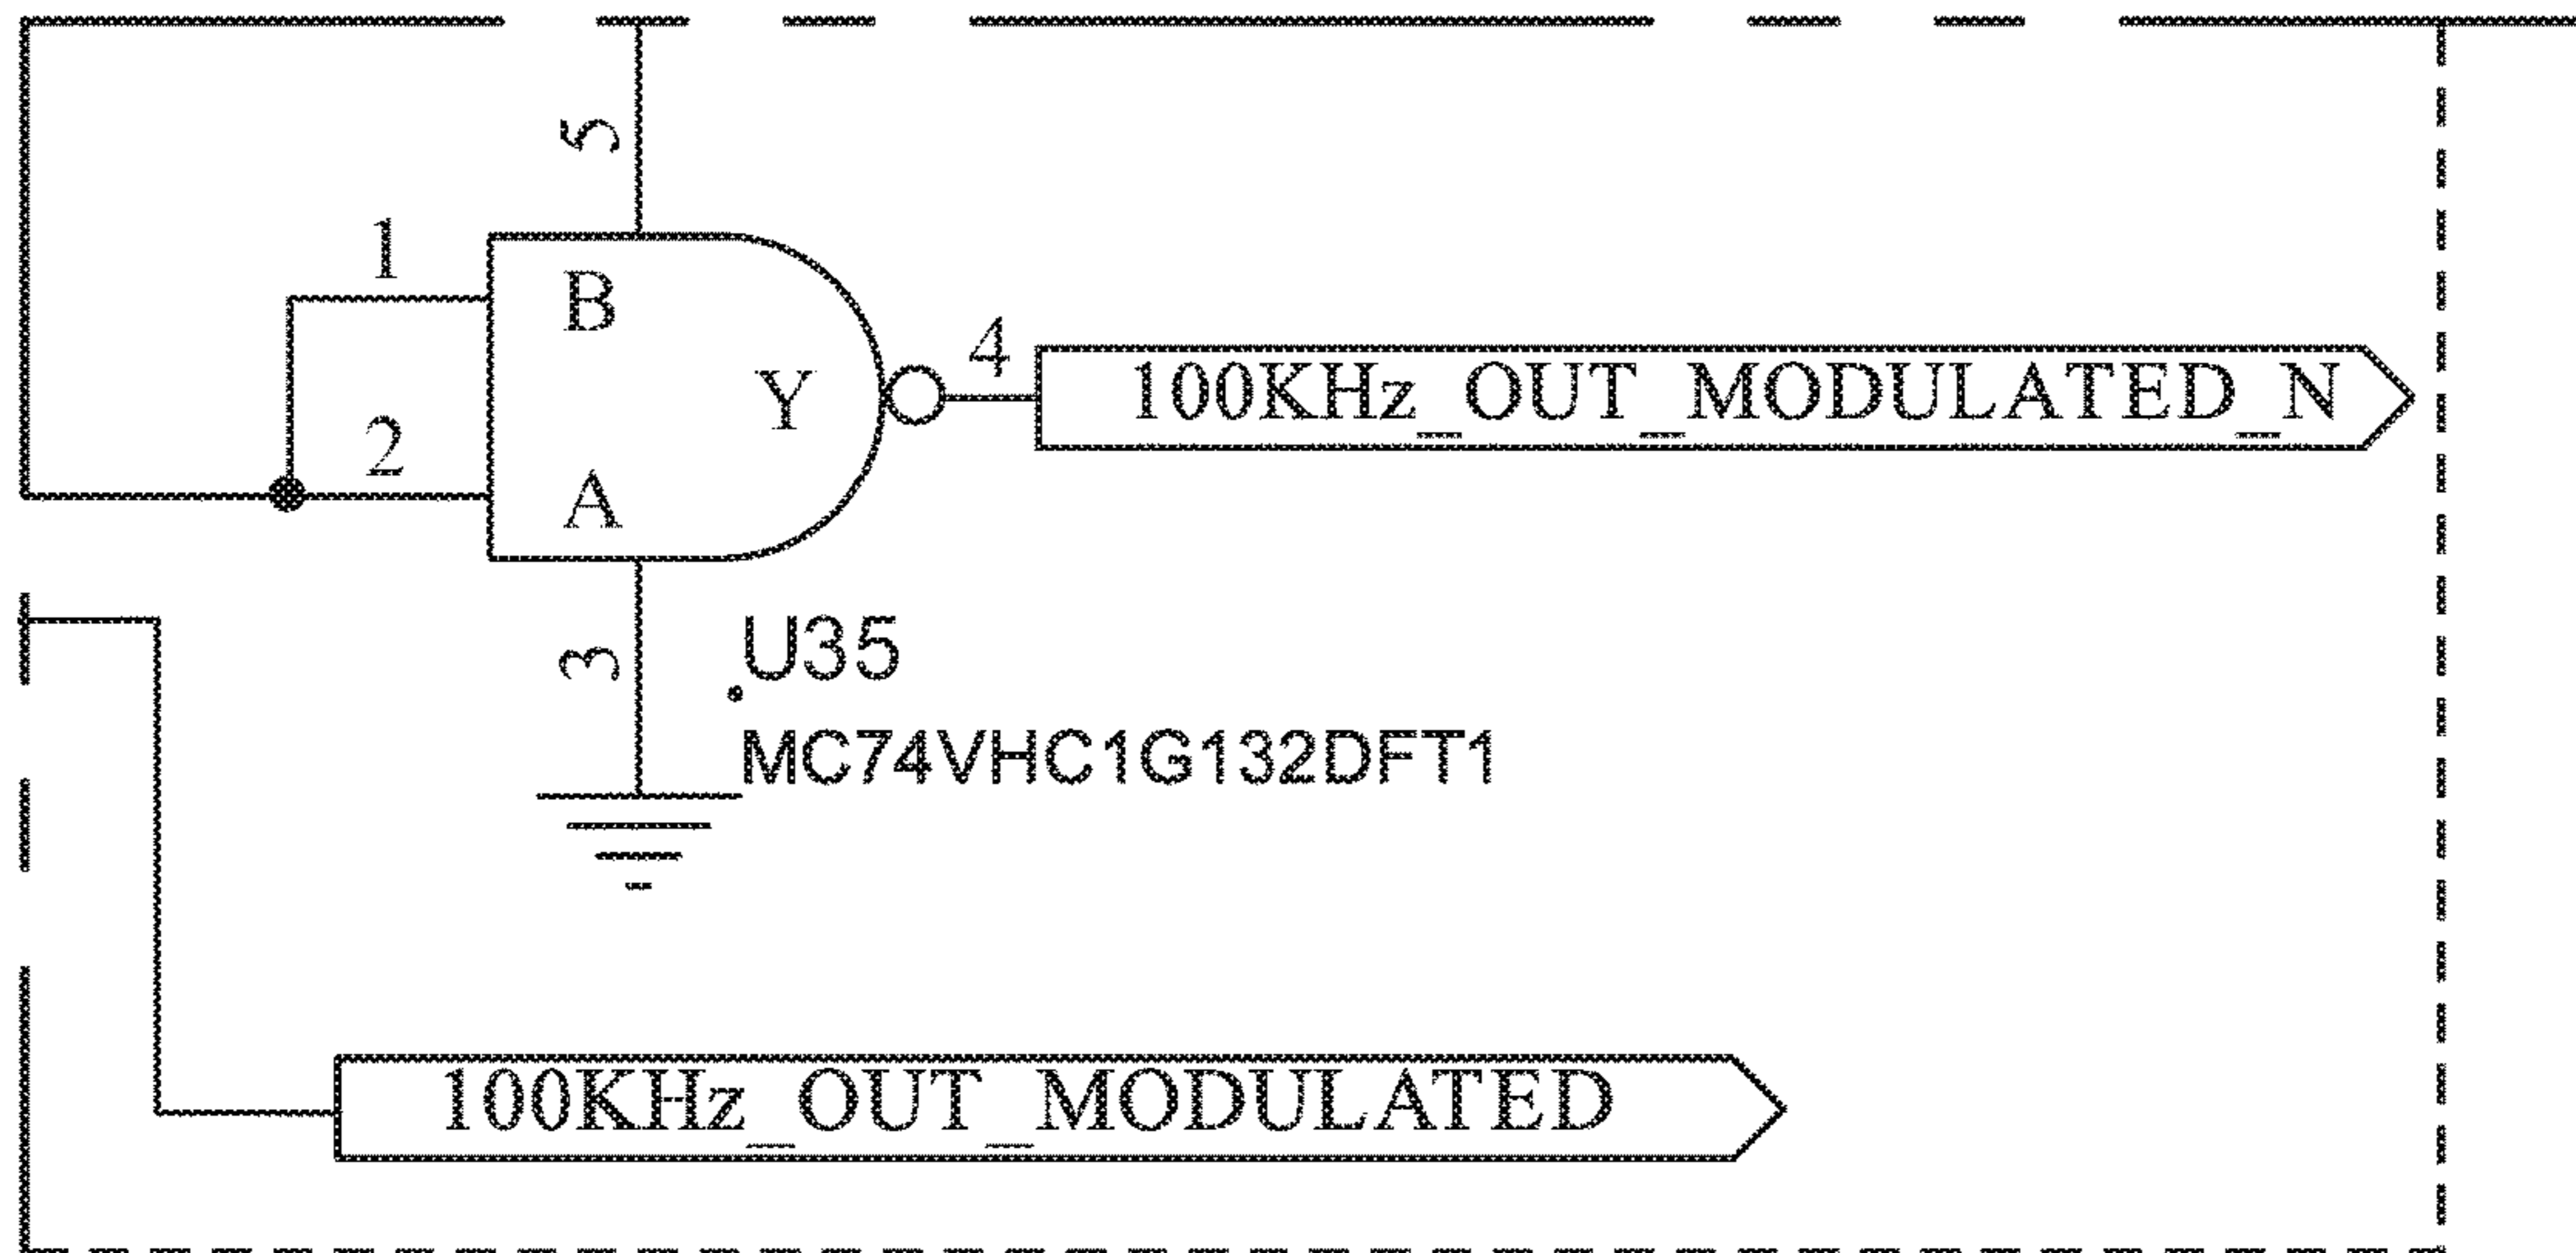 5
1
B
4
Y
100KHz_OUT_MODULATED_N
2
A
3
U35
MC74VHC1G132DFT1
100KHz_OUT_MODULATED